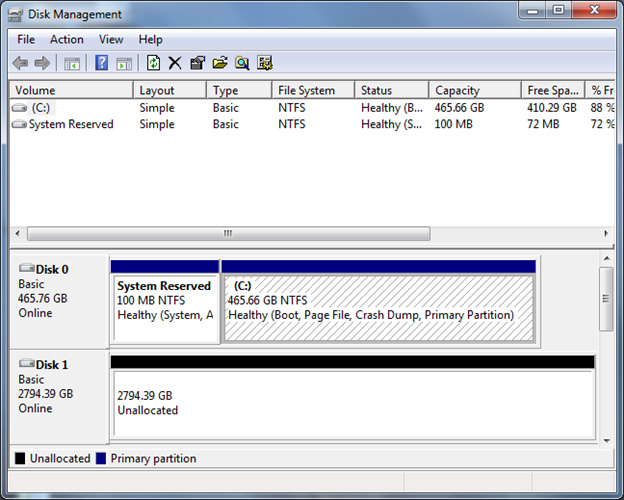 Disk Management
File Action View Help
Volume Layout Type File System Status Capacity Free Spa... % Fr
(C:) Simple Basic NTFS Healthy (B... 465.66 GB 410.29 GB 88 %
System Reserved Simple Basic NTFS Healthy (S... 100 MB 72 MB 72 %
Disk 0
Basic
465.76 GB
Online
System Reserved
100 MB NTFS
Healthy (System, A
(C:)
465.66 GB NTFS
Healthy (Boot, Page File, Crash Dump, Primary Partition)
Disk 1
Basic
2794.39 GB
Online
2794.39 GB
Unallocated
Unallocated Primary partition